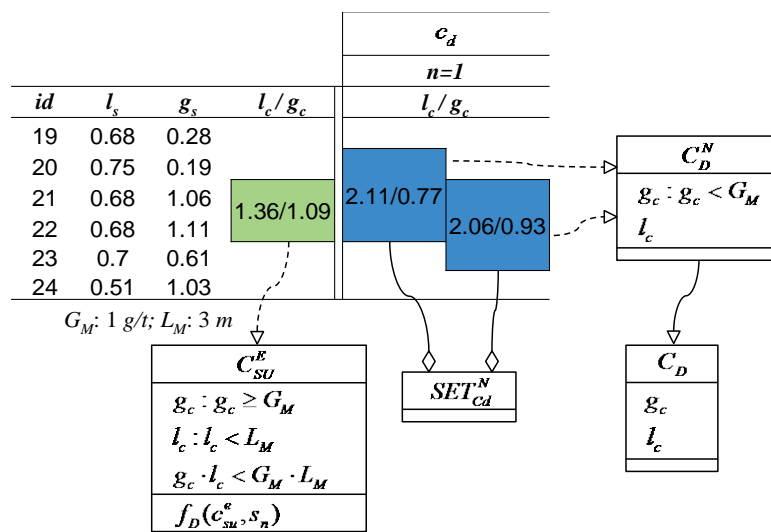 c_d
n=1
id l_s g_s l_c / g_c l_c / g_c
19 0.68 0.28
20 0.75 0.19
21 0.68 1.06
22 0.68 1.11
23 0.7 0.61
24 0.51 1.03
1.36/1.09
2.11/0.77
2.06/0.93
G_M: 1 g/t; L_M: 3 m
C_D^N
g_c : g_c < G_M
l_c
C_SU^E
g_c : g_c ≥ G_M
l_c : l_c < L_M
g_c · l_c < G_M · L_M
f_D(c_su^e, s_n)
SET_Cd^N
C_D
g_c
l_c